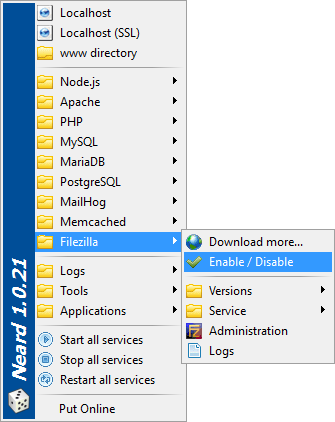 Localhost
Localhost (SSL)
www directory
Node.js
Apache
PHP
MySQL
MariaDB
PostgreSQL
MailHog
Memcached
Filezilla
Download more...
Enable / Disable
Versions
Service
Administration
Logs
Logs
Tools
Applications
Start all services
Stop all services
Restart all services
Put Online
Neard 1.0.21